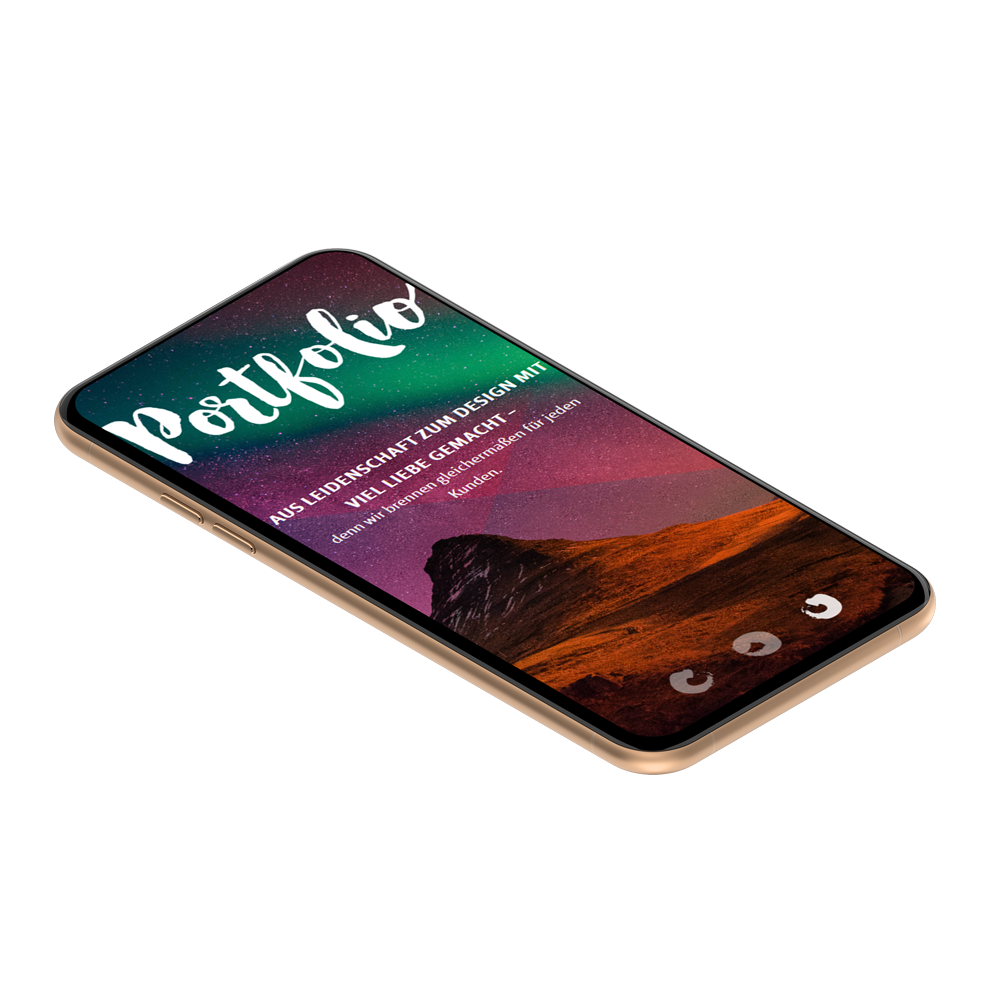 Portfolio
AUS LEIDENSCHAFT ZUM DESIGN MIT
VIEL LIEBE GEMACHT –
denn wir brennen gleichermaßen für jeden
Kunden.